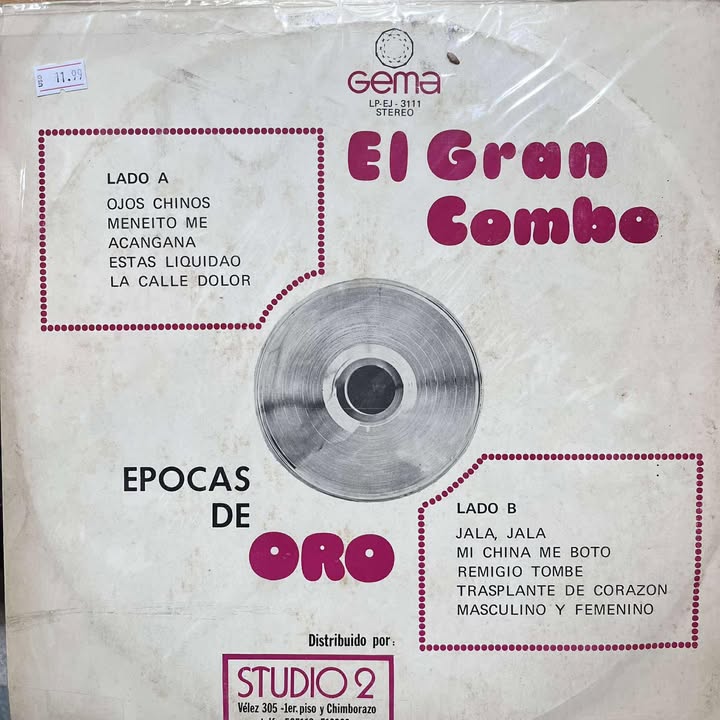 11.99
Gema
LP-EJ - 3111
STEREO
El Gran
Combo
LADO A
OJOS CHINOS
MENEITO ME
ACANGANA
ESTAS LIQUIDAO
LA CALLE DOLOR
EPOCAS
DE
ORO
LADO B
JALA, JALA
MI CHINA ME BOTO
REMIGIO TOMBE
TRASPLANTE DE CORAZON
MASCULINO Y FEMENINO
Distribuido por:
STUDIO 2
Vélez 305 -1er. piso y Chimborazo